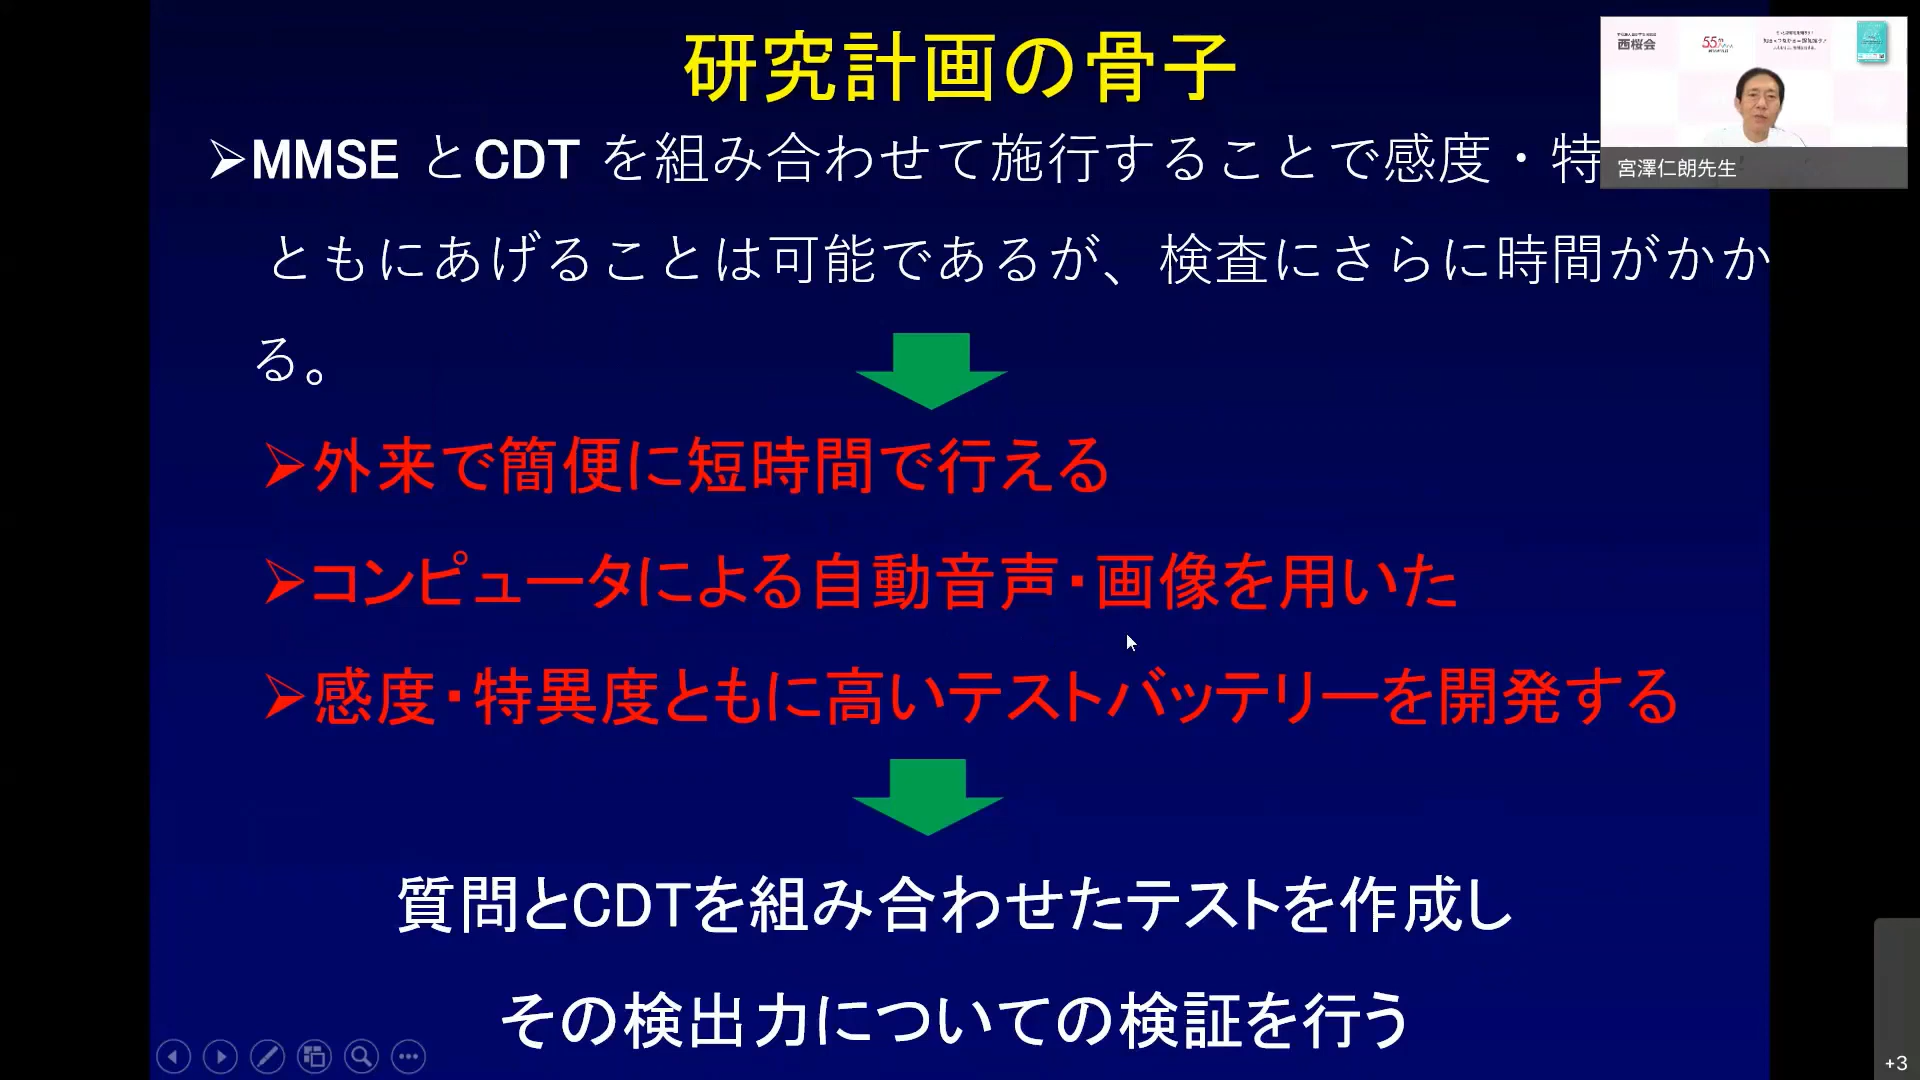 研究計画の骨子
➢MMSE とCDT を組み合わせて施行することで感度・特
ともにあげることは可能であるが、検査にさらに時間がかか
る。
➢外来で簡便に短時間で行える
➢コンピュータによる自動音声・画像を用いた
➢感度・特異度ともに高いテストバッテリーを開発する
質問とCDTを組み合わせたテストを作成し
その検出力についての検証を行う
西桜会
55
宮澤仁朗先生
+3